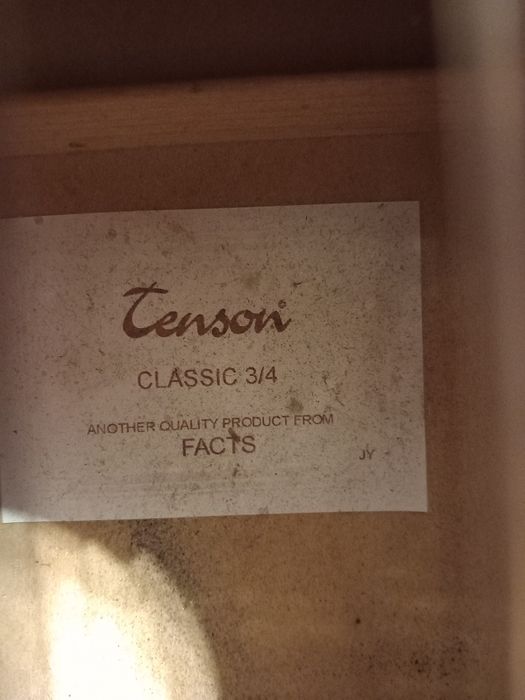 Tenson
CLASSIC 3/4
ANOTHER QUALITY PRODUCT FROM
FACTS
JY